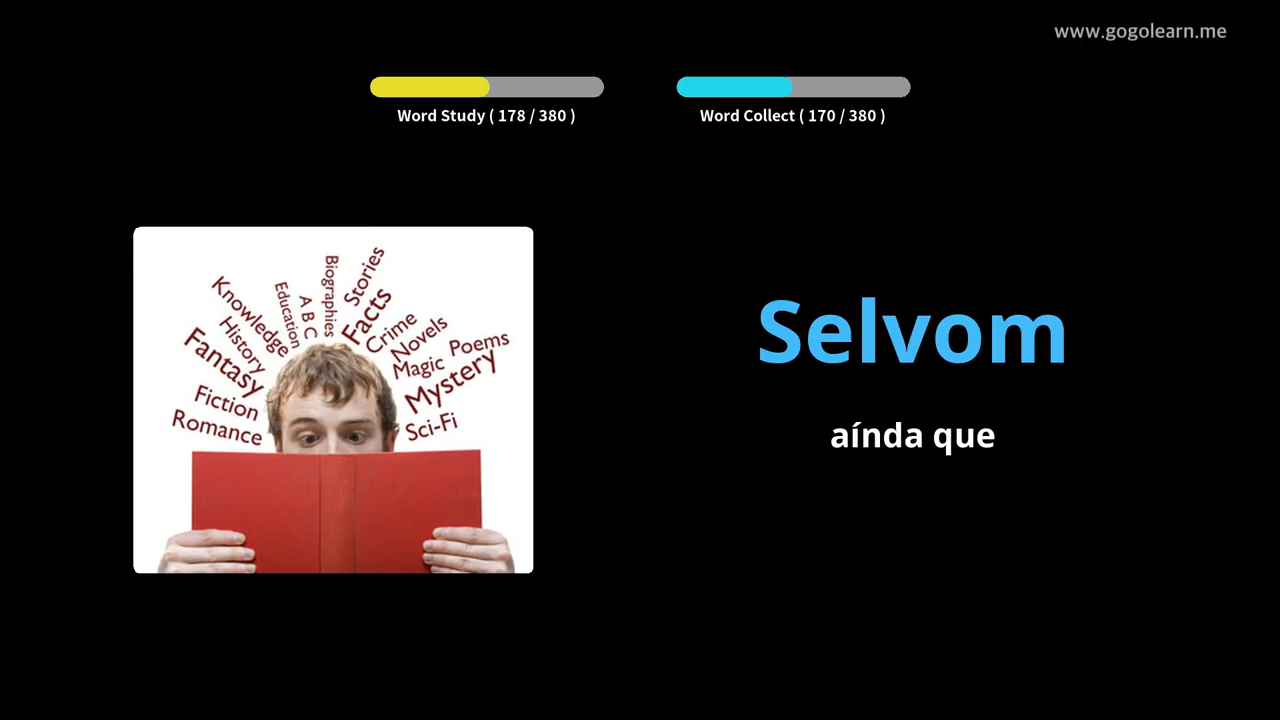 www.gogolearn.me
Word Study ( 178 / 380 )
Word Collect ( 170 / 380 )
Biographies
Stories
Education
A B C
Facts
Knowledge
Crime
History
Novels
Fantasy
Magic
Poems
Mystery
Fiction
Romance
Sci-Fi
Selvom
aínda que